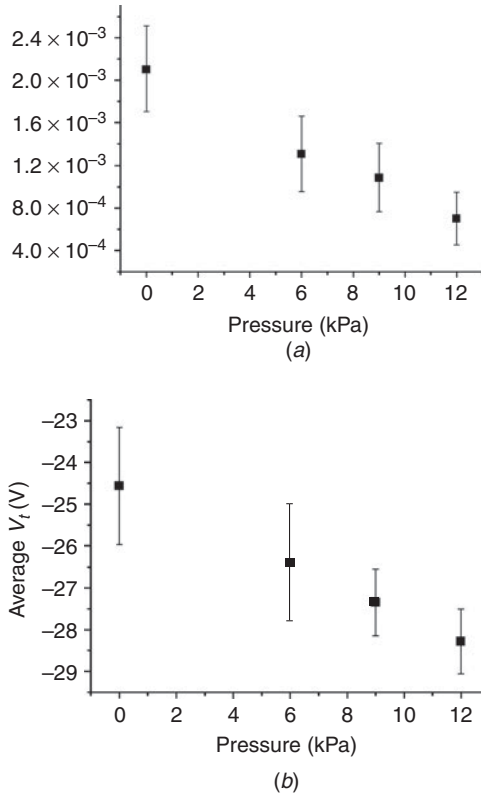 2.4 × 10⁻³
2.0 × 10⁻³
1.6 × 10⁻³
1.2 × 10⁻³
8.0 × 10⁻⁴
4.0 × 10⁻⁴
0 2 4 6 8 10 12
Pressure (kPa)
(a)
–23
–24
–25
–26
–27
–28
–29
Average Vt (V)
0 2 4 6 8 10 12
Pressure (kPa)
(b)